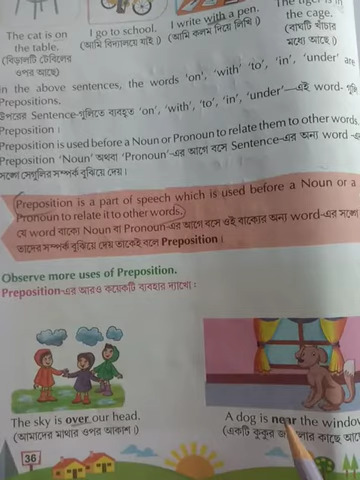 The cat is on
the table.
(বিড়ালটি টেবিলের
ওপর আছে)
I go to school.
(আমি বিদ্যালয়ে যাই।)
I write with a pen.
(আমি কলম দিয়ে লিখি।)
The tiger is in
the cage.
(বাঘটি খাঁচার
মধ্যে আছে।)
In the above sentences, the words 'on', 'with' 'to', 'in', 'under' are
Prepositions.
উপরের Sentence-গুলিতে ব্যবহৃত 'on', 'with', 'to', 'in', 'under'—এই word-গুলি
Preposition।
Preposition is used before a Noun or Pronoun to relate them to other words.
Preposition 'Noun' অথবা 'Pronoun'-এর আগে বসে Sentence-এর অন্য word-এর
সঙ্গে সেগুলির সম্পর্ক বুঝিয়ে দেয়।
Preposition is a part of speech which is used before a Noun or a
Pronoun to relate it to other words.
যে word বাক্যে Noun বা Pronoun-এর আগে বসে ওই বাক্যের অন্য word-এর সঙ্গে
তাদের সম্পর্ক বুঝিয়ে দেয় তাকেই বলে Preposition।
Observe more uses of Preposition.
Preposition-এর আরও কয়েকটি ব্যবহার দ্যাখো :
The sky is over our head.
(আমাদের মাথার ওপর আকাশ।)
A dog is near the window
(একটি কুকুর কাছে আছে
36